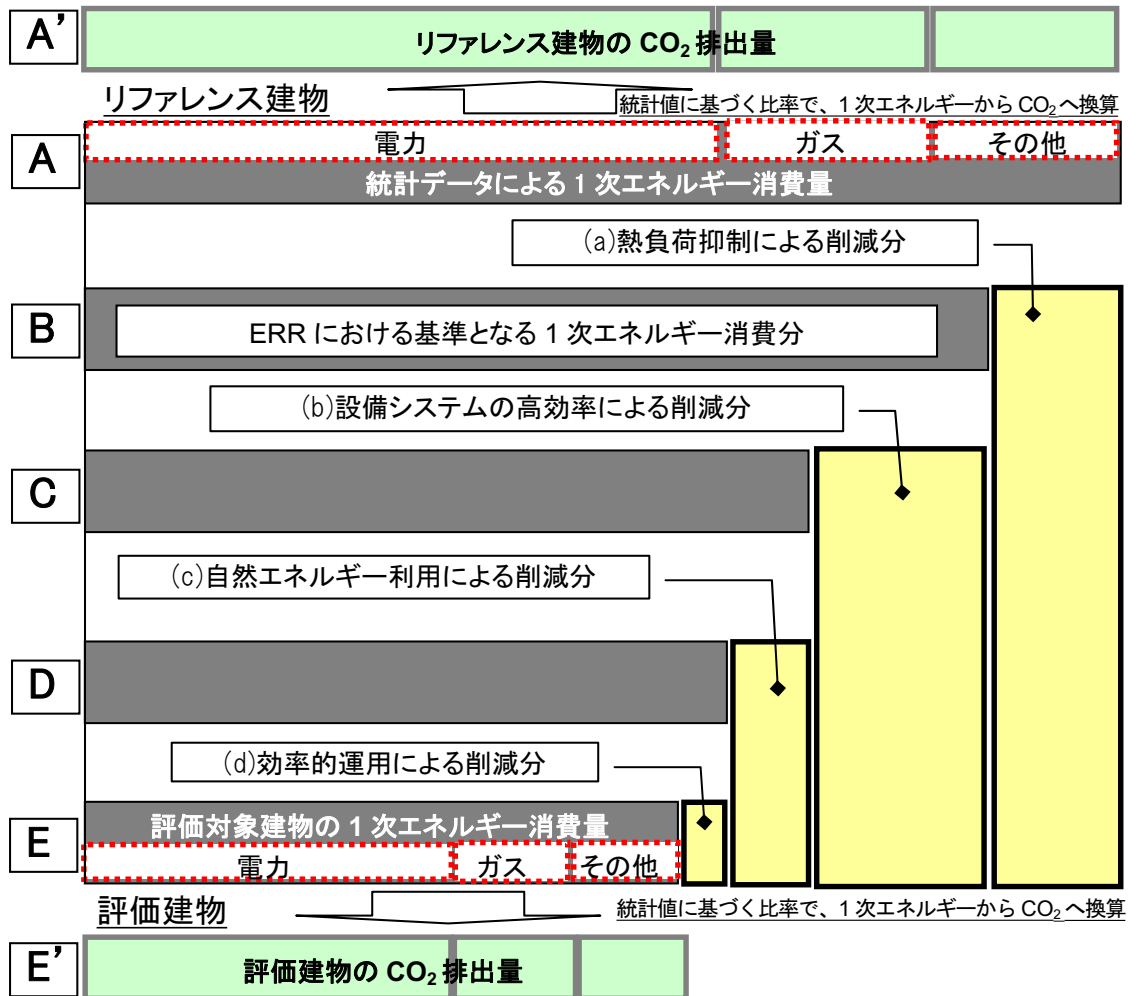 A’
リファレンス建物の CO₂ 排出量
リファレンス建物
統計値に基づく比率で、1 次エネルギーから CO₂ へ換算
A
電力
ガス
その他
統計データによる 1 次エネルギー消費量
(a)熱負荷抑制による削減分
B
ERR における基準となる 1 次エネルギー消費分
(b)設備システムの高効率による削減分
C
(c)自然エネルギー利用による削減分
D
(d)効率的運用による削減分
評価対象建物の 1 次エネルギー消費量
E
電力
ガス
その他
評価建物
統計値に基づく比率で、1 次エネルギーから CO₂ へ換算
E’
評価建物の CO₂ 排出量